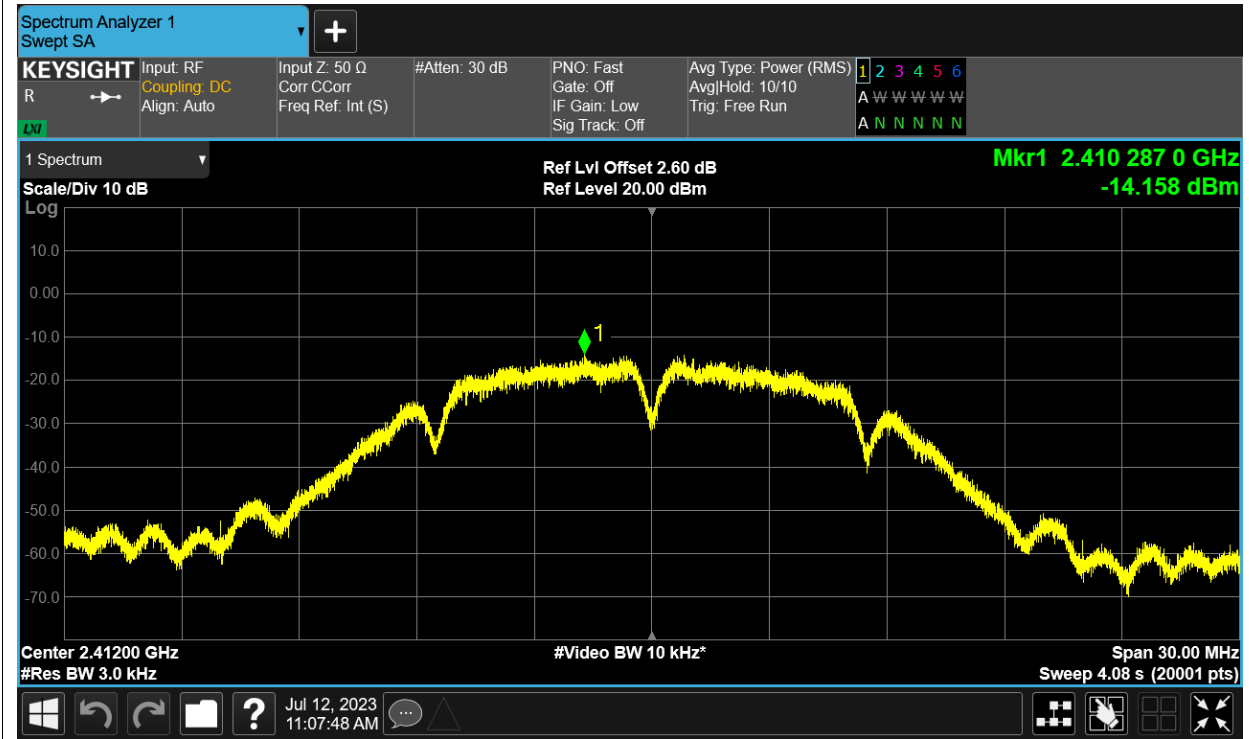 Spectrum Analyzer 1
Swept SA
+
KEYSIGHT
R
LXI
Input: RF
Coupling: DC
Align: Auto
Input Z: 50 Ω
Corr CCorr
Freq Ref: Int (S)
#Atten: 30 dB
PNO: Fast
Gate: Off
IF Gain: Low
Sig Track: Off
Avg Type: Power (RMS)
Avg|Hold: 10/10
Trig: Free Run
1 2 3 4 5 6
A W W W W W
A N N N N N
1 Spectrum
Scale/Div 10 dB
Log
Ref Lvl Offset 2.60 dB
Ref Level 20.00 dBm
Mkr1 2.410 287 0 GHz
-14.158 dBm
10.0
0.00
-10.0
-20.0
-30.0
-40.0
-50.0
-60.0
-70.0
1
Center 2.41200 GHz
#Res BW 3.0 kHz
#Video BW 10 kHz*
Span 30.00 MHz
Sweep 4.08 s (20001 pts)
?
Jul 12, 2023
11:07:48 AM